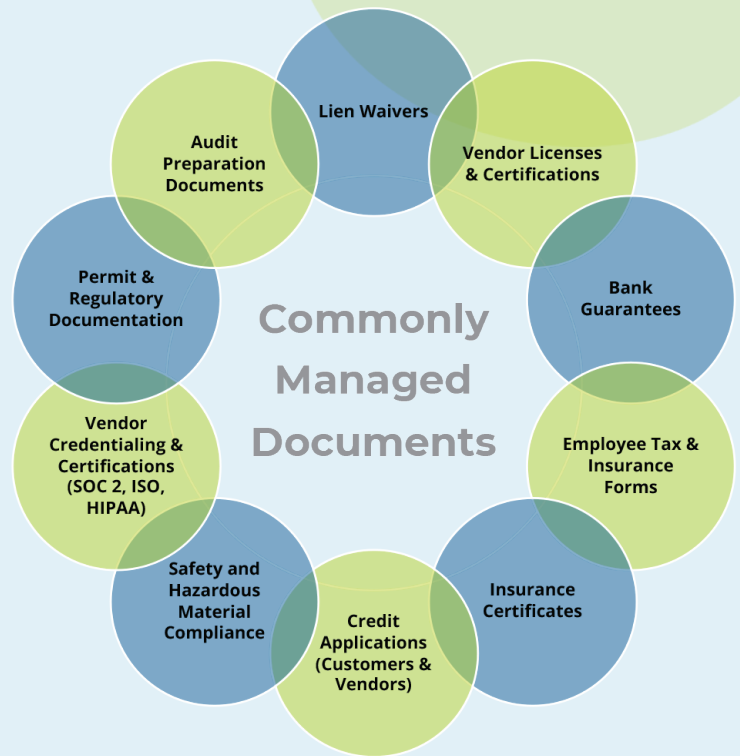 Commonly
Managed
Documents
Lien Waivers
Vendor Licenses
& Certifications
Bank
Guarantees
Employee Tax &
Insurance
Forms
Insurance
Certificates
Credit
Applications
(Customers &
Vendors)
Safety and
Hazardous
Material
Compliance
Vendor
Credentialing &
Certifications
(SOC 2, ISO,
HIPAA)
Permit &
Regulatory
Documentation
Audit
Preparation
Documents